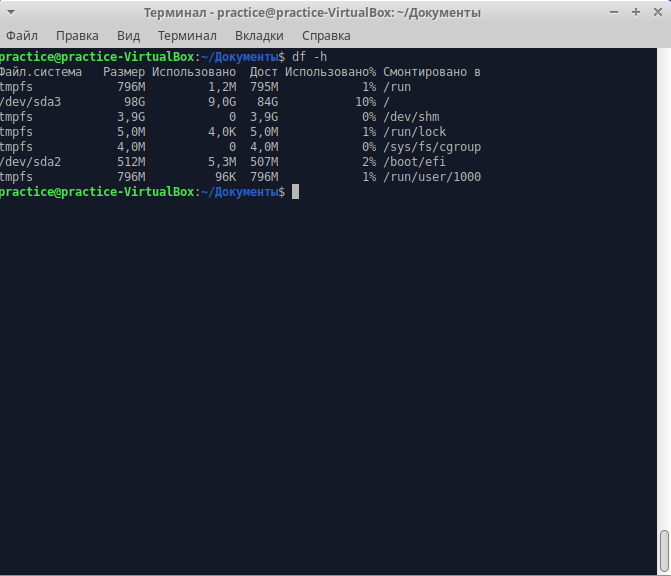 Терминал - practice@practice-VirtualBox: ~/Документы
Файл Правка Вид Терминал Вкладки Справка
practice@practice-VirtualBox:~/Документы$ df -h
Файл.система Размер Использовано Дост Использовано% Смонтировано в
tmpfs 796M 1,2M 795M 1% /run
/dev/sda3 98G 9,0G 84G 10% /
tmpfs 3,9G 0 3,9G 0% /dev/shm
tmpfs 5,0M 4,0K 5,0M 1% /run/lock
tmpfs 4,0M 0 4,0M 0% /sys/fs/cgroup
/dev/sda2 512M 5,3M 507M 2% /boot/efi
tmpfs 796M 96K 796M 1% /run/user/1000
practice@practice-VirtualBox:~/Документы$